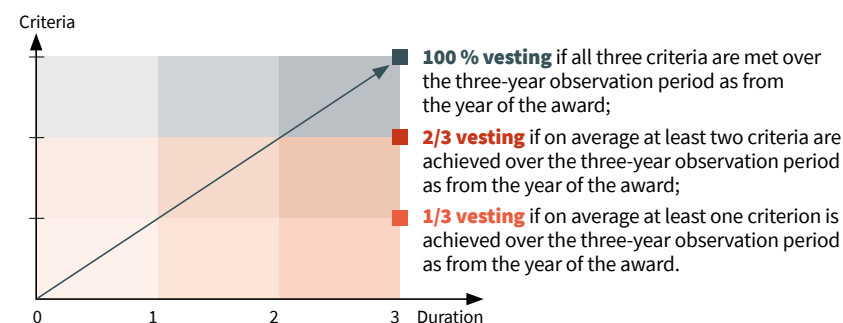 Criteria
100 % vesting if all three criteria are met over
the three-year observation period as from
the year of the award;
2/3 vesting if on average at least two criteria are
achieved over the three-year observation period
as from the year of the award;
1/3 vesting if on average at least one criterion is
achieved over the three-year observation period
as from the year of the award.
0 1 2 3 Duration